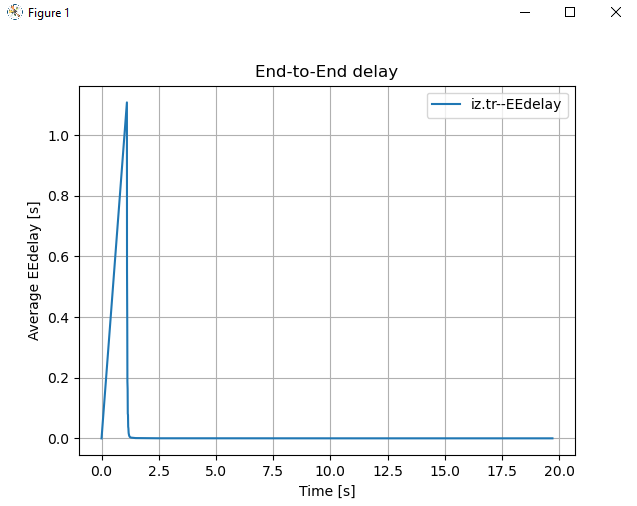 Figure 1
End-to-End delay
iz.tr--EEdelay
Average EEdelay [s]
1.0
0.8
0.6
0.4
0.2
0.0
0.0 2.5 5.0 7.5 10.0 12.5 15.0 17.5 20.0
Time [s]